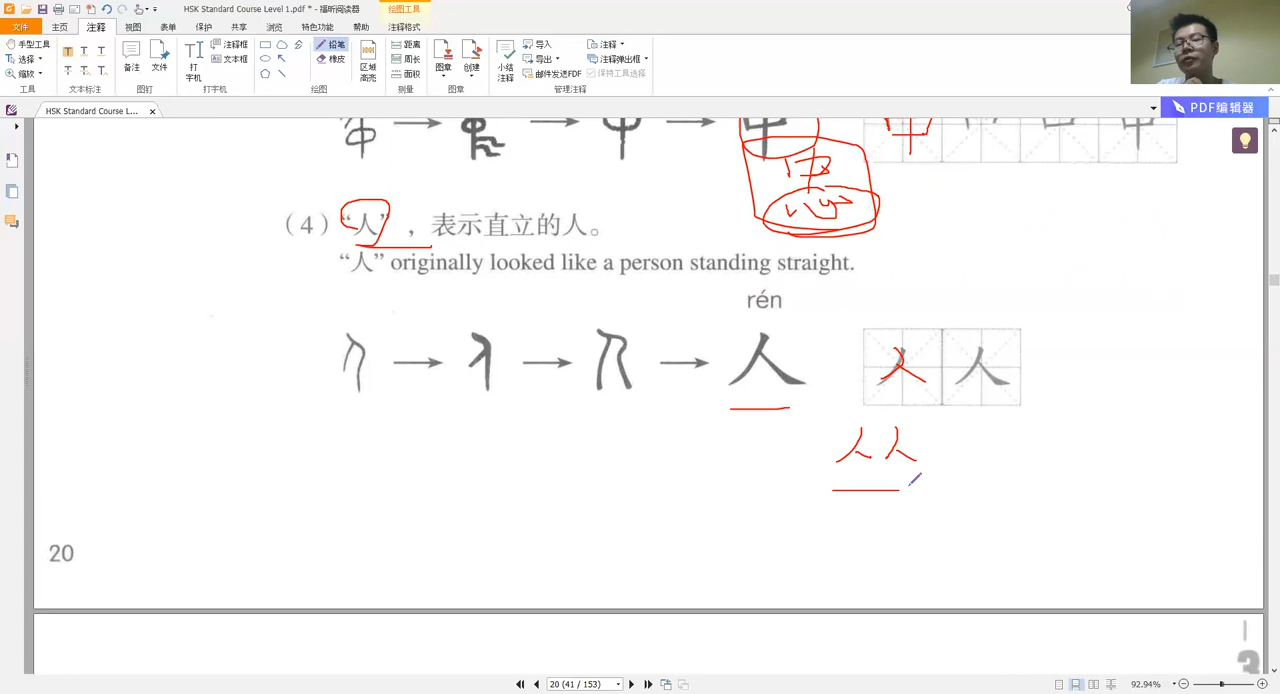 HSK Standard Course Level 1.pdf * - 福昕阅读器 绘图工具
文件 主页 注释 视图 表单 保护 共享 浏览 特色功能 帮助 注释格式
手型工具 选择 缩放 工具
T T T T T T 文本标注
备注 文件 图钉
打字机 注释框 文本框 打字机
铅笔 橡皮 绘图
区域高亮 距离 周长 面积 测量
图章 创建 图章
小结注释 导入 导出 邮件发送PDF 注释 注释弹出框 保持工具选择 管理注释
HSK Standard Course L...
PDF编辑器
中
心
（4）“人”，表示直立的人。
“人” originally looked like a person standing straight.
rén
人 人 人
人人
20
3
20 (41 / 153) 92.94%